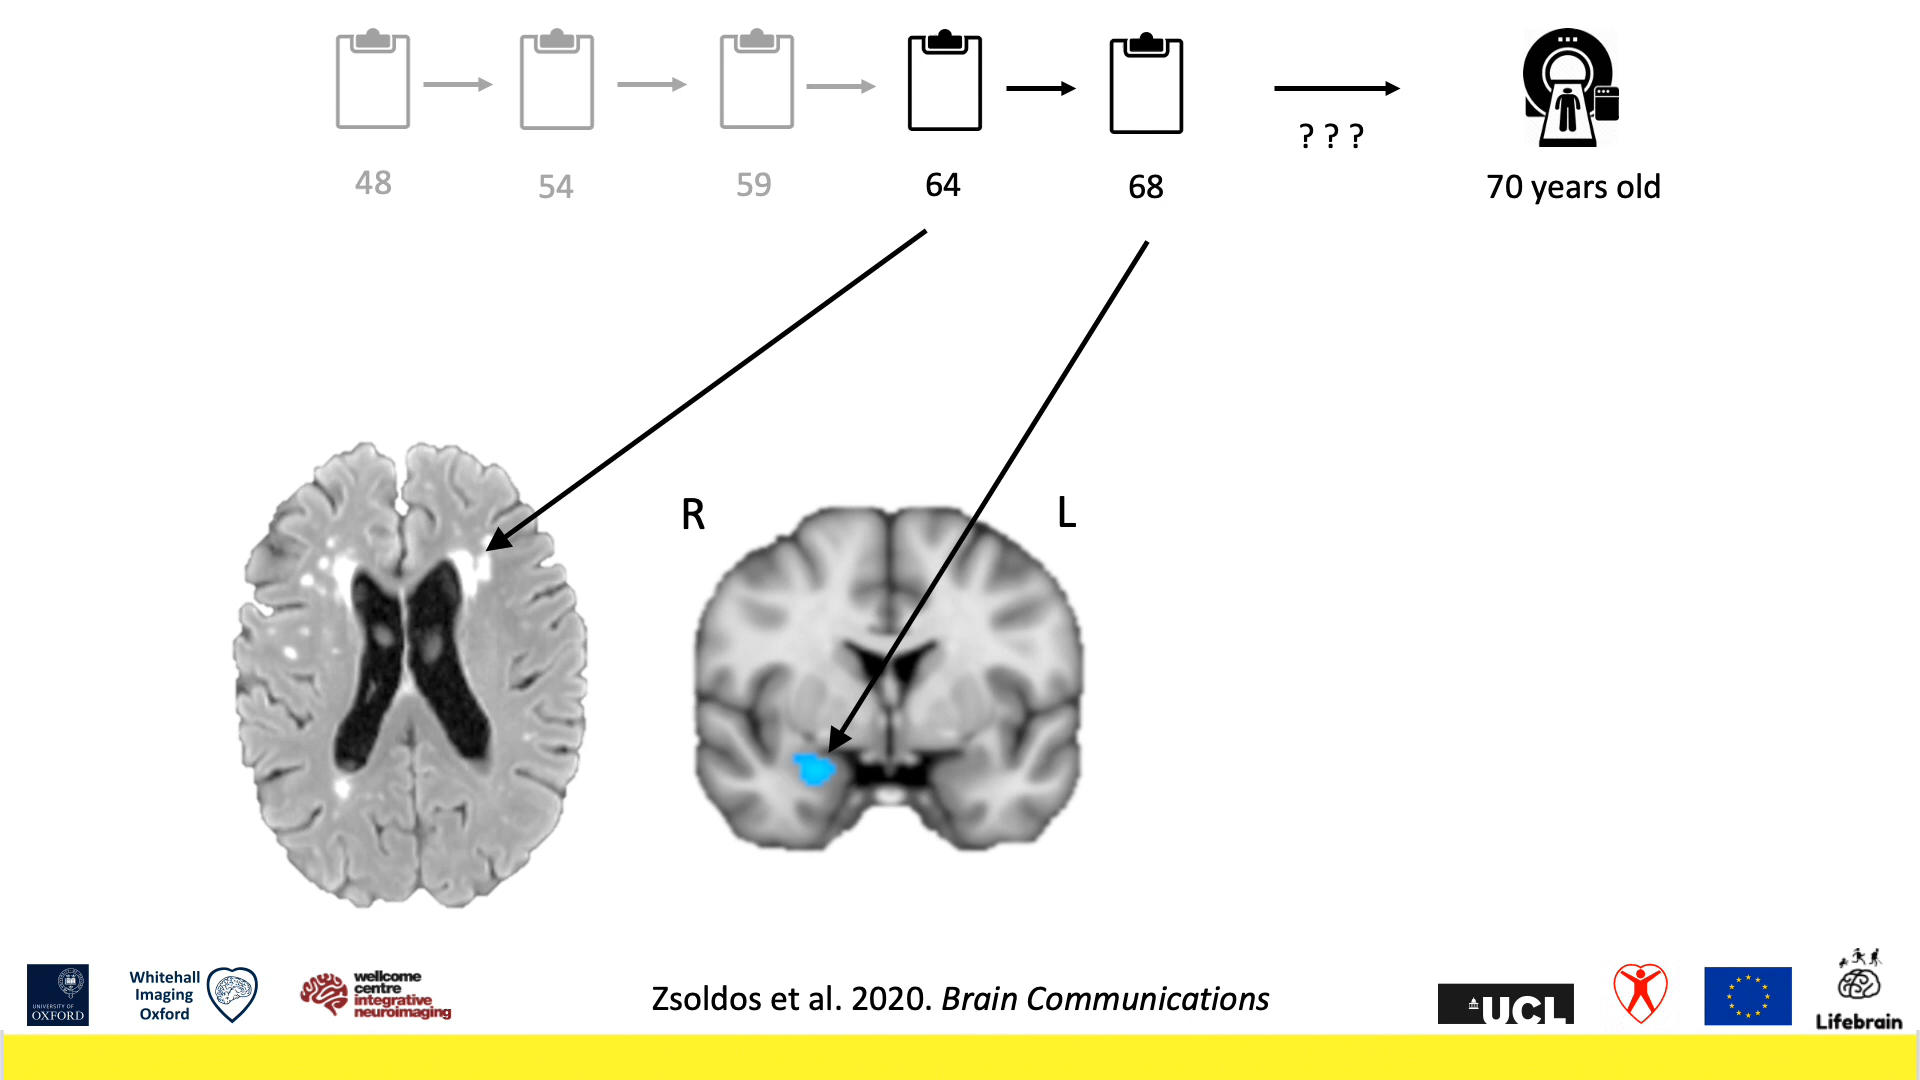 48
54
59
64
68
? ? ?
70 years old
R
L
UNIVERSITY OF
OXFORD
Whitehall
Imaging
Oxford
wellcome
centre
integrative
neuroimaging
Zsoldos et al. 2020. Brain Communications
UCL
Lifebrain